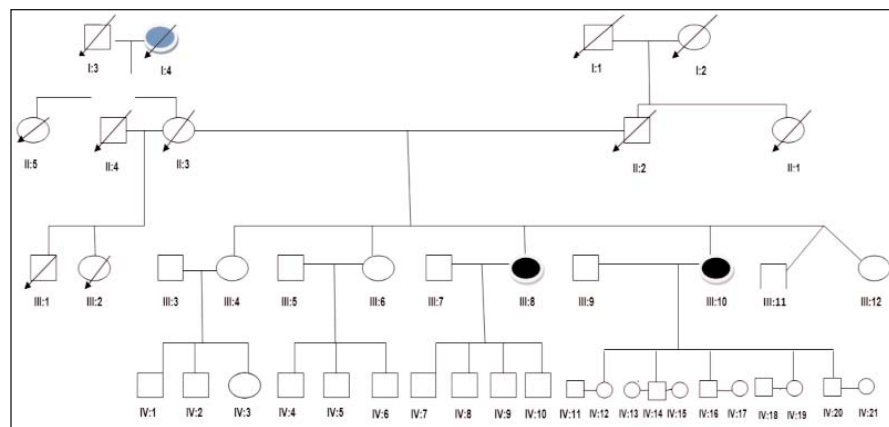 I:3 I:4 I:1 I:2
II:5 II:4 II:3 II:2 II:1
III:1 III:2 III:3 III:4 III:5 III:6 III:7 III:8 III:9 III:10 III:11 III:12
IV:1 IV:2 IV:3 IV:4 IV:5 IV:6 IV:7 IV:8 IV:9 IV:10 IV:11 IV:12 IV:13 IV:14 IV:15 IV:16 IV:17 IV:18 IV:19 IV:20 IV:21